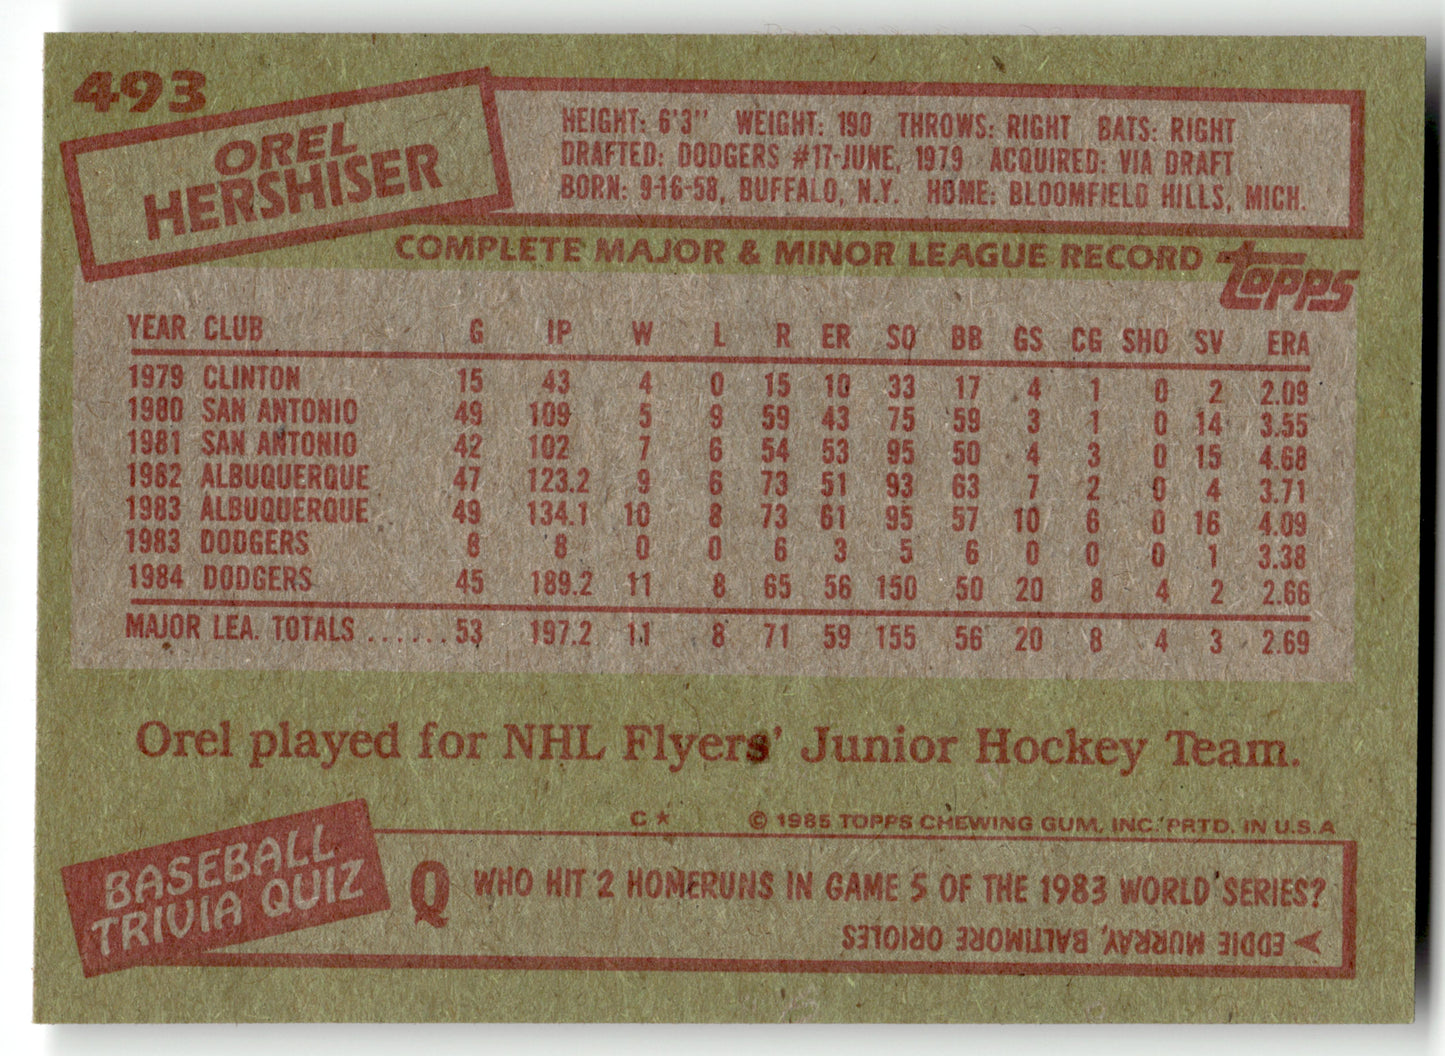 493
OREL
HERSHISER
HEIGHT: 6'3" WEIGHT: 190 THROWS: RIGHT BATS: RIGHT
DRAFTED: DODGERS #17-JUNE, 1979 ACQUIRED: VIA DRAFT
BORN: 9-16-58, BUFFALO, N.Y. HOME: BLOOMFIELD HILLS, MICH.
COMPLETE MAJOR & MINOR LEAGUE RECORD topps
YEAR CLUB G IP W L R ER SO BB GS CG SHO SV ERA
1979 CLINTON 15 43 4 0 15 10 33 17 4 1 0 2 2.09
1980 SAN ANTONIO 49 109 5 9 59 43 75 59 3 1 0 14 3.55
1981 SAN ANTONIO 42 102 7 6 54 53 95 50 4 3 0 15 4.68
1982 ALBUQUERQUE 47 123.2 9 6 73 51 93 63 7 2 0 4 3.71
1983 ALBUQUERQUE 49 134.1 10 8 73 61 95 57 10 6 0 16 4.09
1983 DODGERS 8 8 0 0 6 3 5 6 0 0 0 1 3.38
1984 DODGERS 45 189.2 11 8 65 56 150 50 20 8 4 2 2.66
MAJOR LEA. TOTALS ...... 53 197.2 11 8 71 59 155 56 20 8 4 3 2.69
Orel played for NHL Flyers' Junior Hockey Team.
C* © 1985 TOPPS CHEWING GUM, INC. PRTD. IN U.S.A
BASEBALL
TRIVIA QUIZ
Q WHO HIT 2 HOMERUNS IN GAME 5 OF THE 1983 WORLD SERIES?
EDDIE MURRAY, BALTIMORE ORIOLES